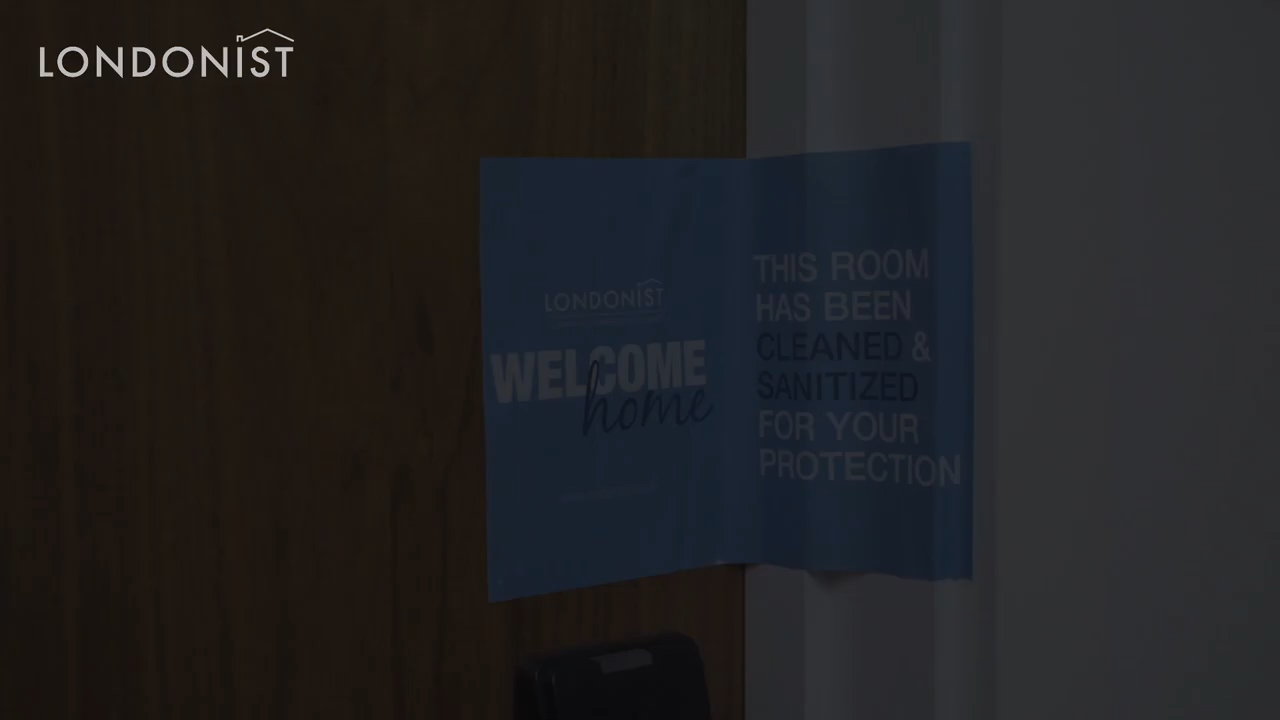 LONDONIST
LONDONIST
WELCOME
home
THIS ROOM
HAS BEEN
CLEANED &
SANITIZED
FOR YOUR
PROTECTION